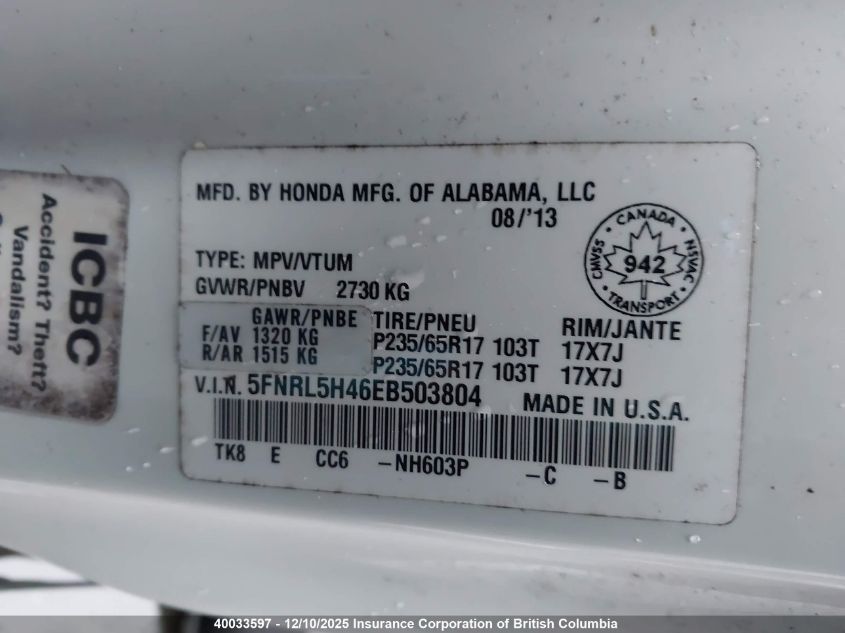 MFD. BY HONDA MFG. OF ALABAMA, LLC
08/'13
TYPE: MPV/VTUM
GVWR/PNBV 2730 KG
GAWR/PNBE TIRE/PNEU RIM/JANTE
F/AV 1320 KG P235/65R17 103T 17X7J
R/AR 1515 KG P235/65R17 103T 17X7J
V.I.N. 5FNRL5H46EB503804 MADE IN U.S.A.
TK8 E CC6 -NH603P -C -B
CANADA
CMVSS 942 NSVAC
TRANSPORT
ICBC
Accident? Theft?
Vandalism?
40033597 - 12/10/2025 Insurance Corporation of British Columbia